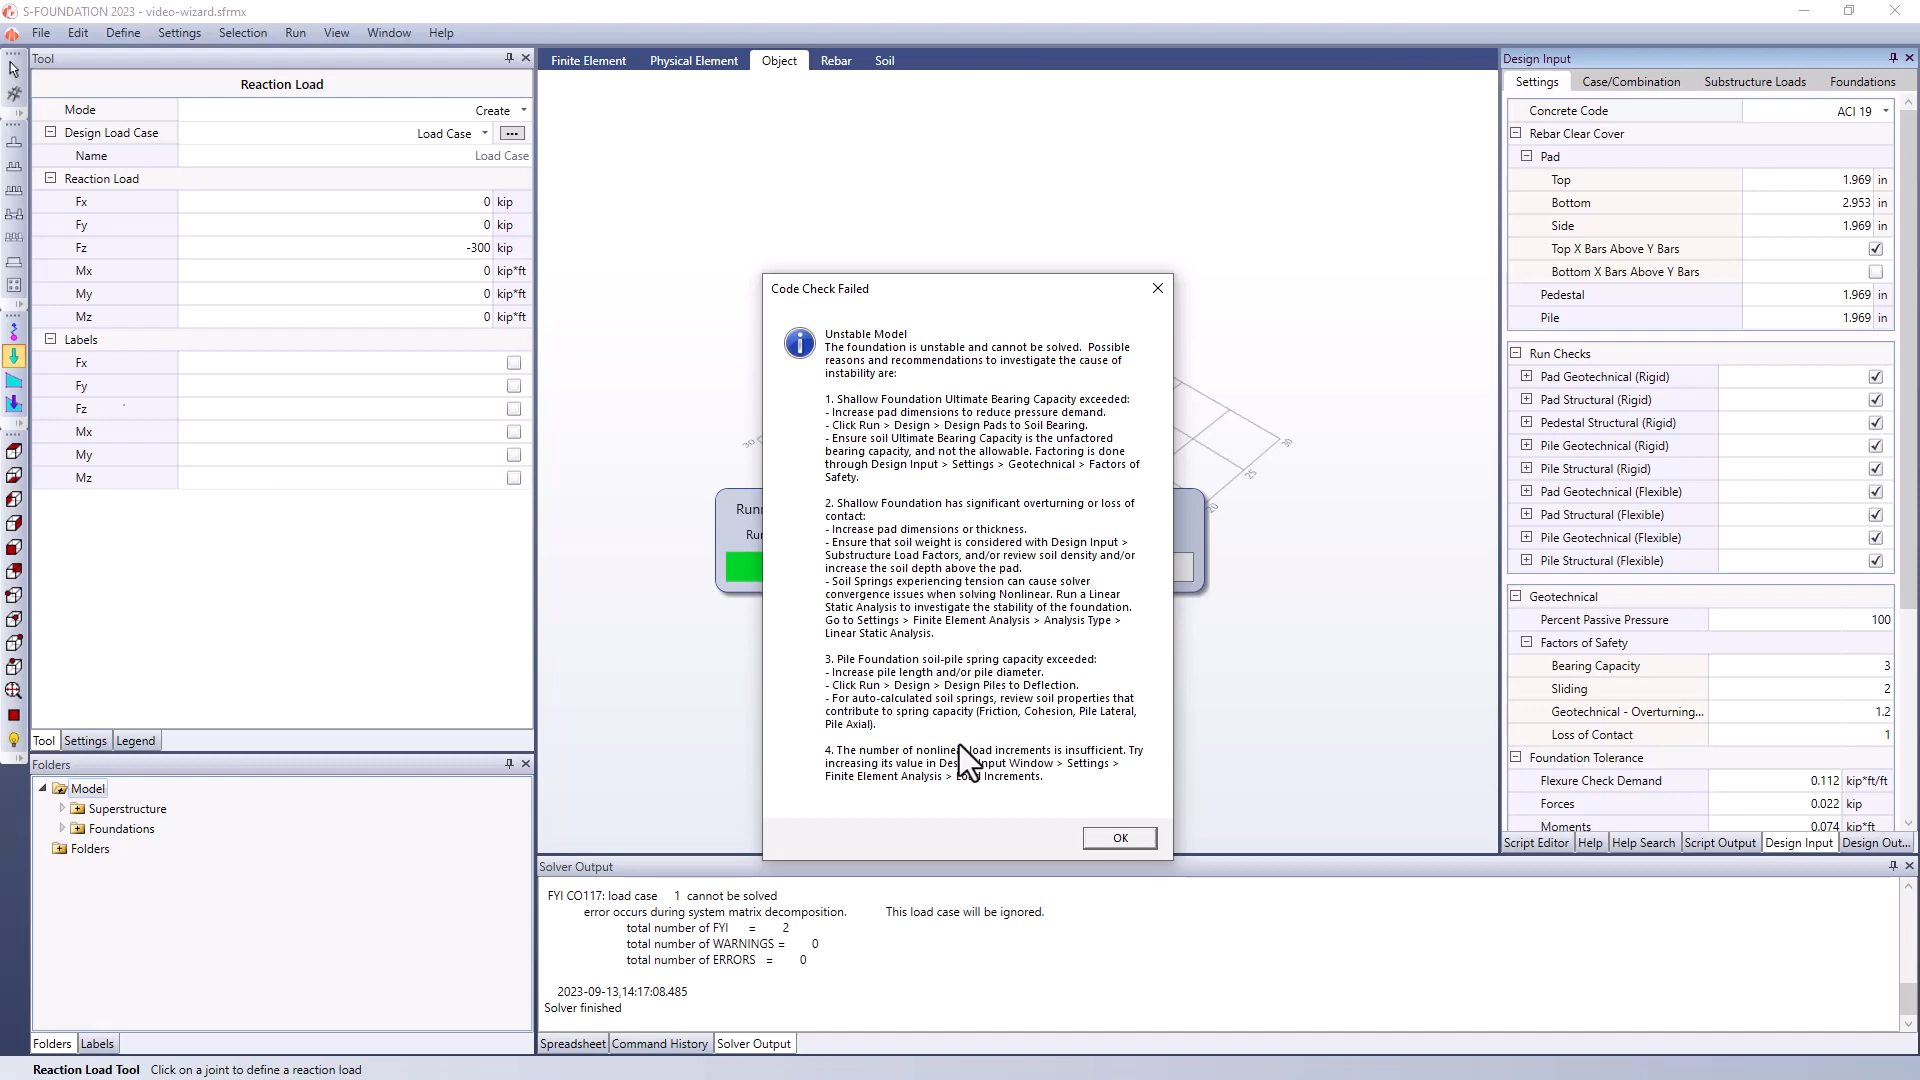 S-FOUNDATION 2023 - video-wizard.sfrmx
File Edit Define Settings Selection Run View Window Help
Tool
Reaction Load
Mode Create
Design Load Case Load Case ...
Name Load Case
Reaction Load
Fx 0 kip
Fy 0 kip
Fz -300 kip
Mx 0 kip*ft
My 0 kip*ft
Mz 0 kip*ft
Labels
Fx
Fy
Fz
Mx
My
Mz
Tool Settings Legend
Folders
Model
Superstructure
Foundations
Folders
Folders Labels
Finite Element Physical Element Object Rebar Soil
30
30
25
20
Code Check Failed
Unstable Model
The foundation is unstable and cannot be solved. Possible
reasons and recommendations to investigate the cause of
instability are:
1. Shallow Foundation Ultimate Bearing Capacity exceeded:
- Increase pad dimensions to reduce pressure demand.
- Click Run > Design > Design Pads to Soil Bearing.
- Ensure soil Ultimate Bearing Capacity is the unfactored
bearing capacity, and not the allowable. Factoring is done
through Design Input > Settings > Geotechnical > Factors of
Safety.
2. Shallow Foundation has significant overturning or loss of
contact:
- Increase pad dimensions or thickness.
- Ensure that soil weight is considered with Design Input >
Substructure Load Factors, and/or review soil density and/or
increase the soil depth above the pad.
- Soil Springs experiencing tension can cause solver
convergence issues when solving Nonlinear. Run a Linear
Static Analysis to investigate the stability of the foundation.
Go to Settings > Finite Element Analysis > Analysis Type >
Linear Static Analysis.
3. Pile Foundation soil-pile spring capacity exceeded:
- Increase pile length and/or pile diameter.
- Click Run > Design > Design Piles to Deflection.
- For auto-calculated soil springs, review soil properties that
contribute to spring capacity (Friction, Cohesion, Pile Lateral,
Pile Axial).
4. The number of nonlinear load increments is insufficient. Try
increasing its value in Design Input Window > Settings >
Finite Element Analysis > Load Increments.
OK
Solver Output
FYI CO117: load case 1 cannot be solved
error occurs during system matrix decomposition. This load case will be ignored.
total number of FYI = 2
total number of WARNINGS = 0
total number of ERRORS = 0
2023-09-13,14:17:08.485
Solver finished
Spreadsheet Command History Solver Output
Design Input
Settings Case/Combination Substructure Loads Foundations
Concrete Code ACI 19
Rebar Clear Cover
Pad
Top 1.969 in
Bottom 2.953 in
Side 1.969 in
Top X Bars Above Y Bars
Bottom X Bars Above Y Bars
Pedestal 1.969 in
Pile 1.969 in
Run Checks
Pad Geotechnical (Rigid)
Pad Structural (Rigid)
Pedestal Structural (Rigid)
Pile Geotechnical (Rigid)
Pile Structural (Rigid)
Pad Geotechnical (Flexible)
Pad Structural (Flexible)
Pile Geotechnical (Flexible)
Pile Structural (Flexible)
Geotechnical
Percent Passive Pressure 100
Factors of Safety
Bearing Capacity 3
Sliding 2
Geotechnical - Overturning... 1.2
Loss of Contact 1
Foundation Tolerance
Flexure Check Demand 0.112 kip*ft/ft
Forces 0.022 kip
Moments 0.074 kip*ft
Script Editor Help Help Search Script Output Design Input Design Out...
Reaction Load Tool Click on a joint to define a reaction load